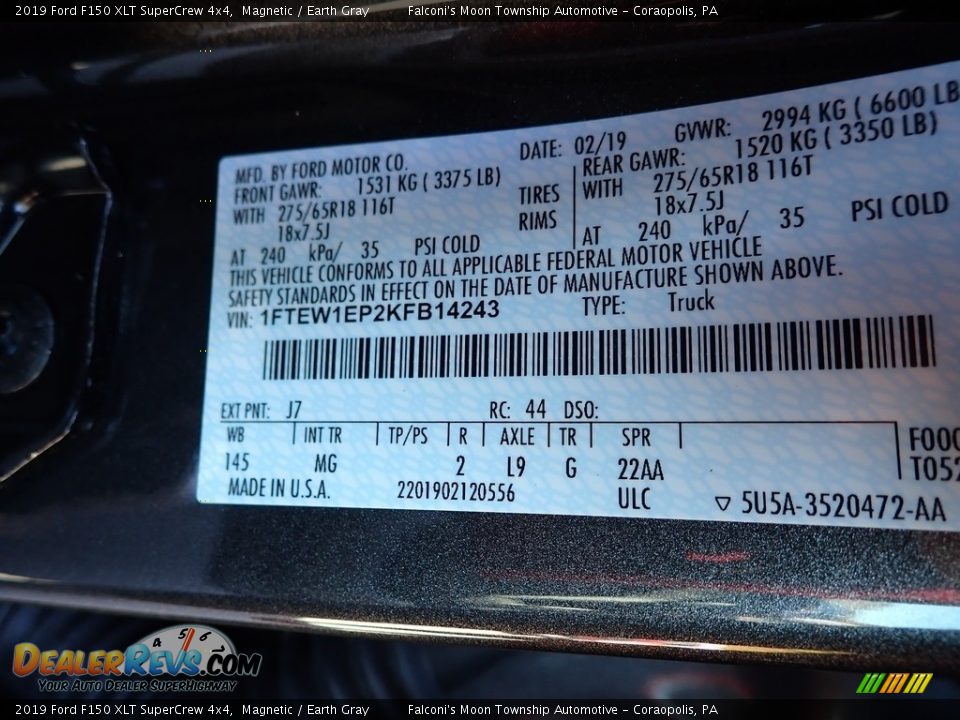 2019 Ford F150 XLT SuperCrew 4x4, Magnetic / Earth Gray Falconi's Moon Township Automotive - Coraopolis, PA
MFD. BY FORD MOTOR CO. DATE: 02/19 GVWR: 2994 KG ( 6600 LB
FRONT GAWR: 1531 KG ( 3375 LB) REAR GAWR: 1520 KG ( 3350 LB)
WITH 275/65R18 116T TIRES WITH 275/65R18 116T
18x7.5J RIMS 18x7.5J
AT 240 kPa/ 35 PSI COLD AT 240 kPa/ 35 PSI COLD
THIS VEHICLE CONFORMS TO ALL APPLICABLE FEDERAL MOTOR VEHICLE
SAFETY STANDARDS IN EFFECT ON THE DATE OF MANUFACTURE SHOWN ABOVE.
VIN: 1FTEW1EP2KFB14243 TYPE: Truck
EXT PNT: J7 RC: 44 DSO:
WB INT TR TP/PS R AXLE TR SPR
145 MG 2 L9 G 22AA
MADE IN U.S.A. 2201902120556 ULC ▽ 5U5A-3520472-AA
4 5 6
DEALERREVS.COM
YOUR AUTO DEALER SUPERHIGHWAY
2019 Ford F150 XLT SuperCrew 4x4, Magnetic / Earth Gray Falconi's Moon Township Automotive - Coraopolis, PA